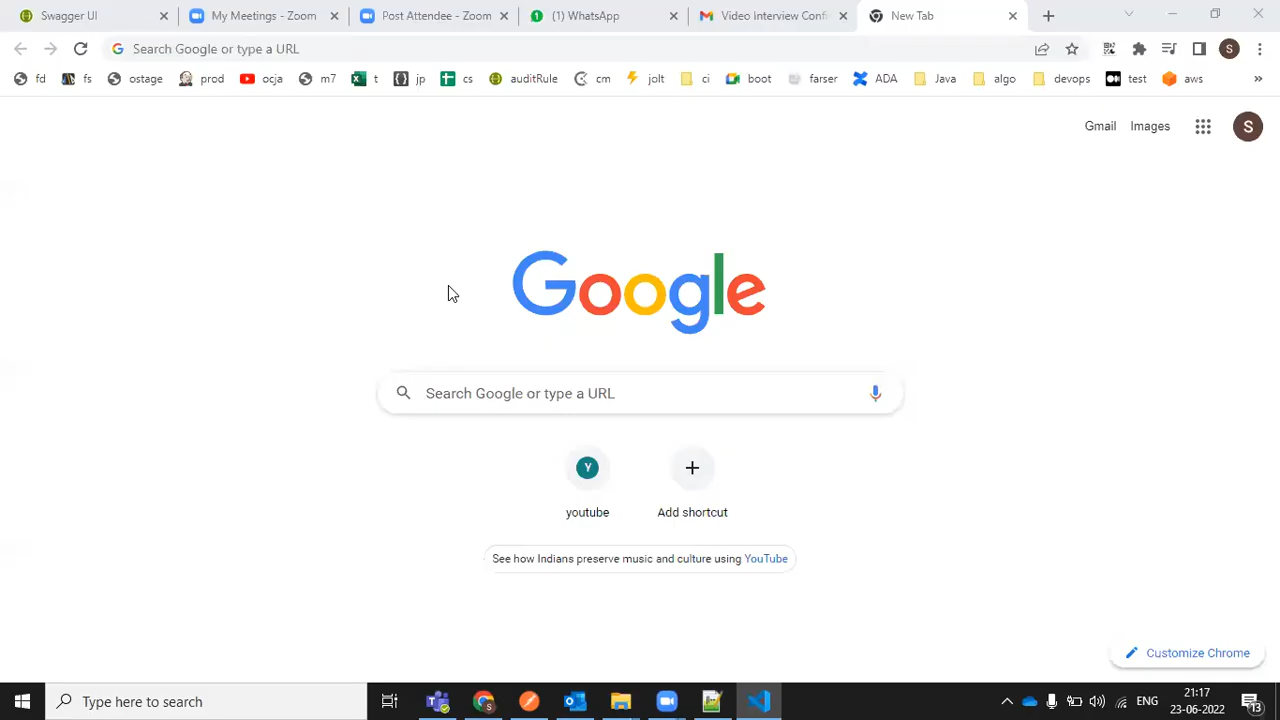 Swagger UI
My Meetings - Zoom
Post Attendee - Zoom
(1) WhatsApp
Video Interview Confi
New Tab
Search Google or type a URL
S
fd
fs
ostage
prod
ocja
m7
t
jp
cs
auditRule
cm
jolt
ci
boot
farser
ADA
Java
algo
devops
test
aws
»
Gmail
Images
S
Google
Search Google or type a URL
Y
youtube
Add shortcut
See how Indians preserve music and culture using YouTube
Customize Chrome
Type here to search
ENG
21:17
23-06-2022
13